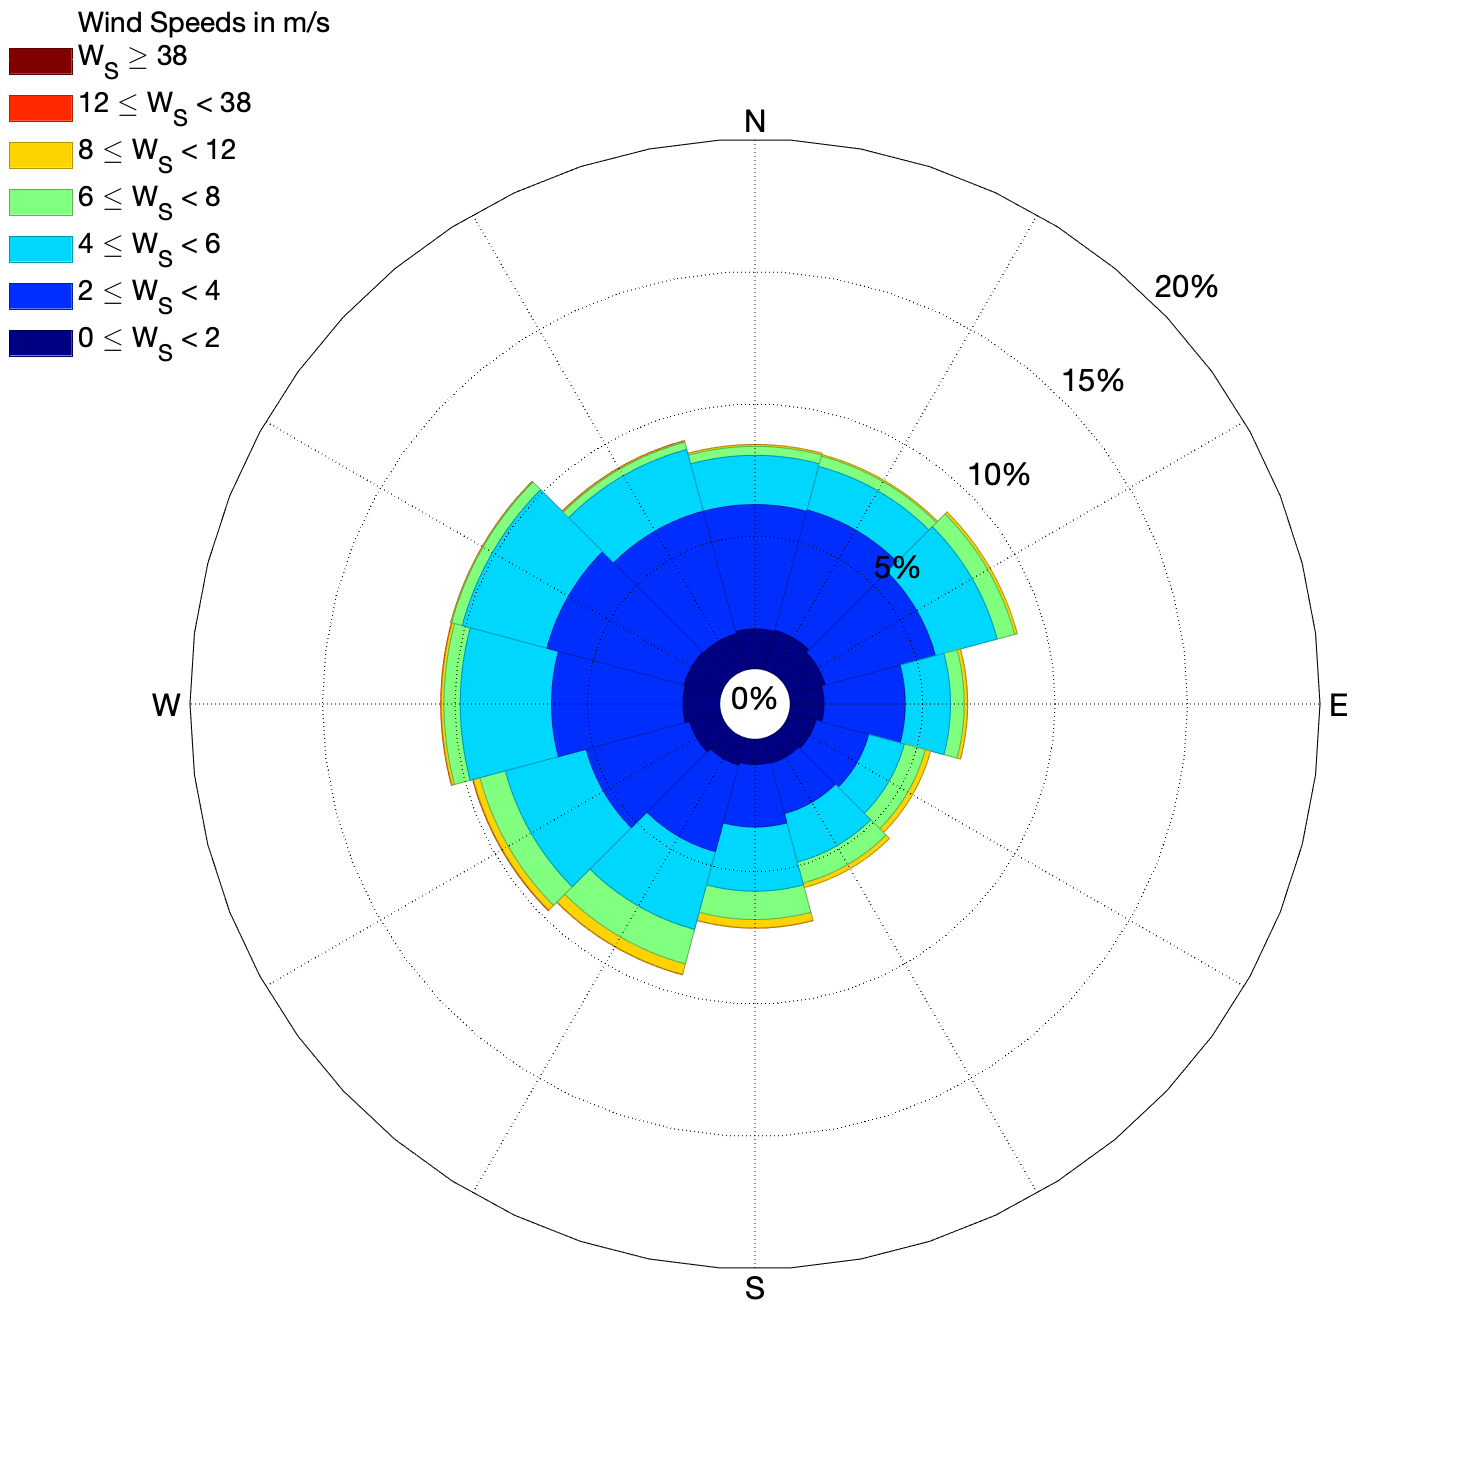 Wind Speeds in m/s
W_S ≥ 38
12 ≤ W_S < 38
8 ≤ W_S < 12
6 ≤ W_S < 8
4 ≤ W_S < 6
2 ≤ W_S < 4
0 ≤ W_S < 2
N
20%
15%
10%
5%
0%
W
E
S